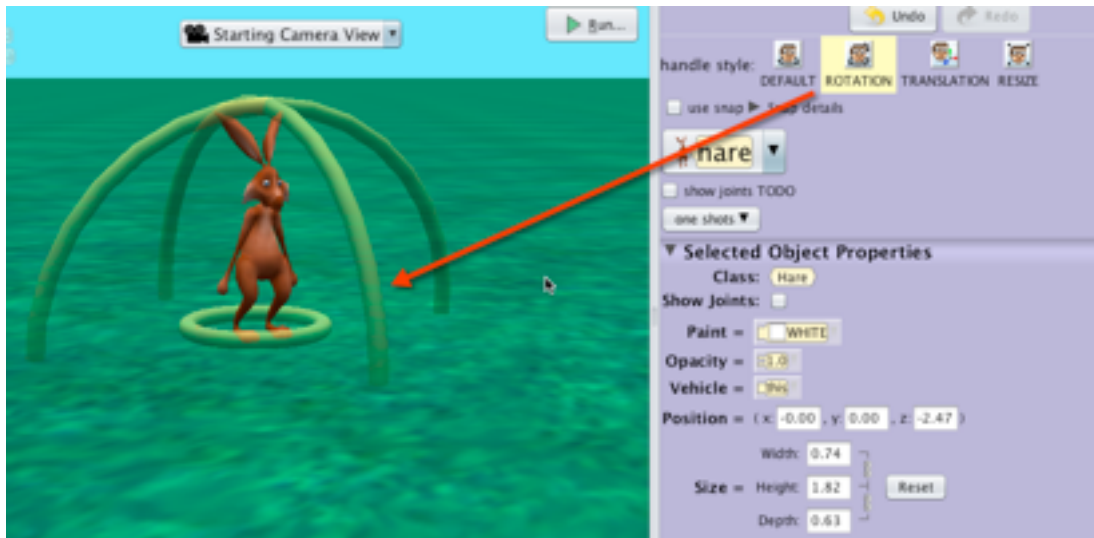 Undo
Redo
Starting Camera View
Run...
handle style:
DEFAULT ROTATION TRANSLATION RESIZE
use snap Snap details
hare
show joints TODO
one shots
Selected Object Properties
Class: Hare
Show Joints:
Paint = WHITE
Opacity = 1.0
Vehicle = this
Position = ( x: -0.00 , y: 0.00 , z: -2.47 )
Width: 0.74
Size = Height: 1.82 Reset
Depth: 0.63